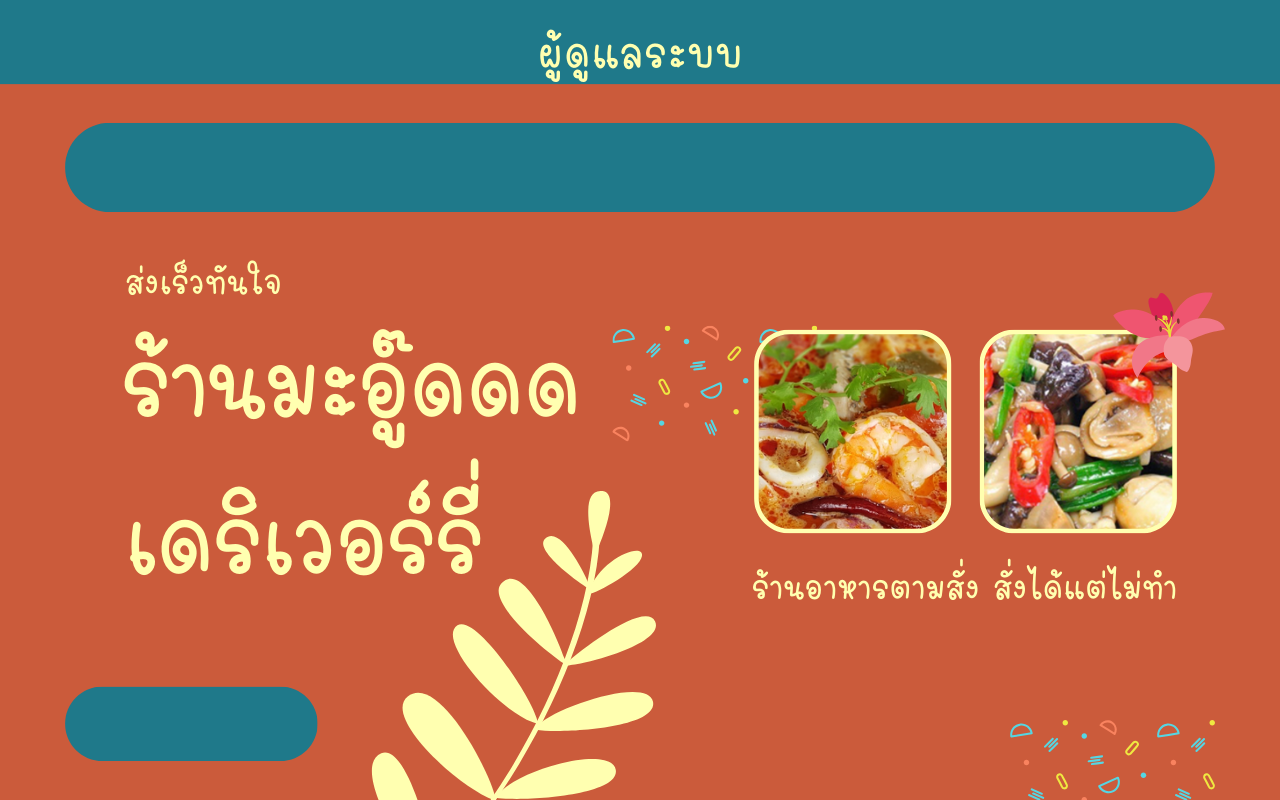 ผู้ดูแลระบบ
ส่งเร็วทันใจ
ร้านมะอู๊ดดด
เดริเวอร์รี่
ร้านอาหารตามสั่ง สั่งได้แต่ไม่ทำ